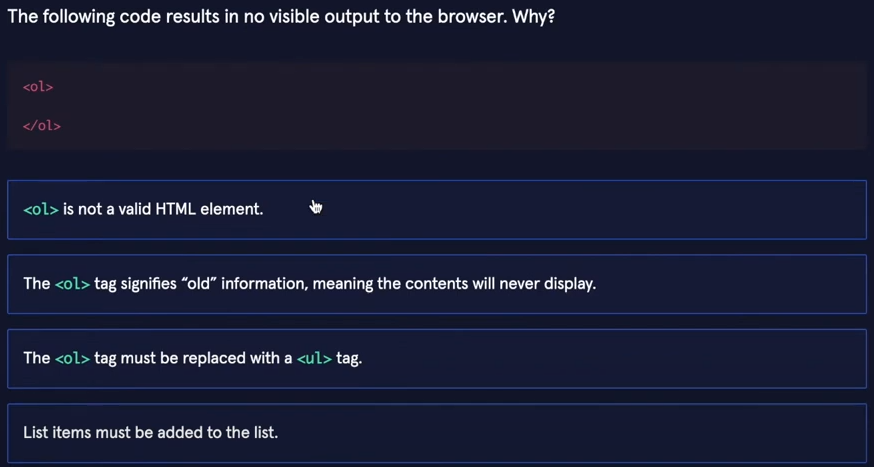 The following code results in no visible output to the browser. Why?
<ol>
</ol>
<ol> is not a valid HTML element.
The <ol> tag signifies “old” information, meaning the contents will never display.
The <ol> tag must be replaced with a <ul> tag.
List items must be added to the list.